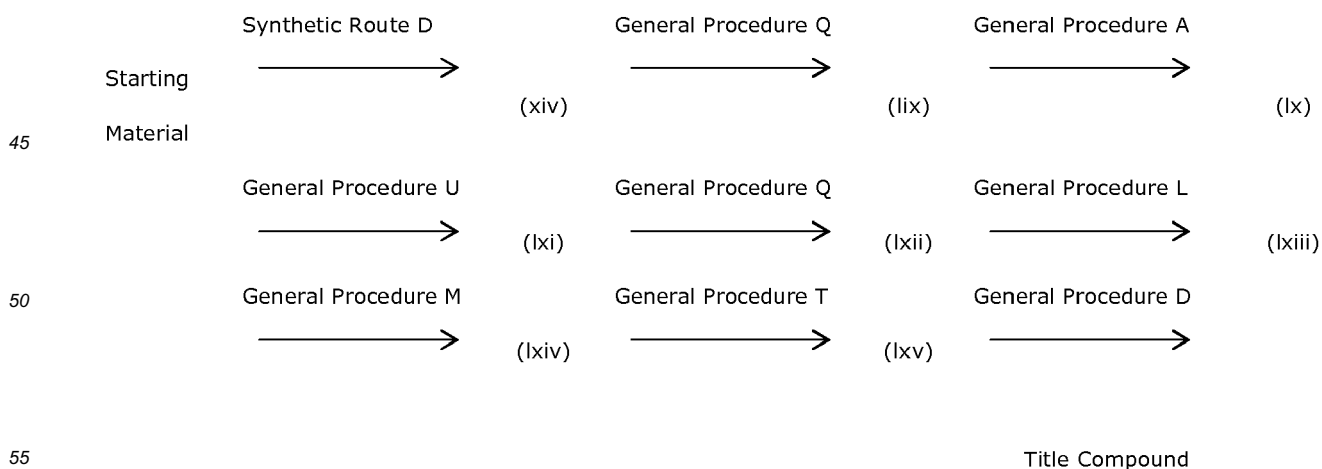 Synthetic Route D General Procedure Q General Procedure A
Starting
(xiv) (lix) (lx)
Material
45
General Procedure U General Procedure Q General Procedure L
(lxi) (lxii) (lxiii)
50
General Procedure M General Procedure T General Procedure D
(lxiv) (lxv)
55
Title Compound